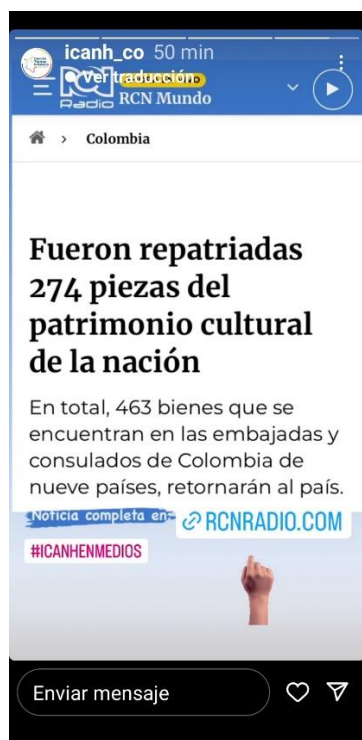 icanh_co 50 min
Ver traducción
RCN
Radio
RCN Mundo
Colombia
Fueron repatriadas
274 piezas del
patrimonio cultural
de la nación
En total, 463 bienes que se
encuentran en las embajadas y
consulados de Colombia de
nueve países, retornarán al país.
Noticia completa en:
RCNRADIO.COM
#ICANHENMEDIOS
Enviar mensaje